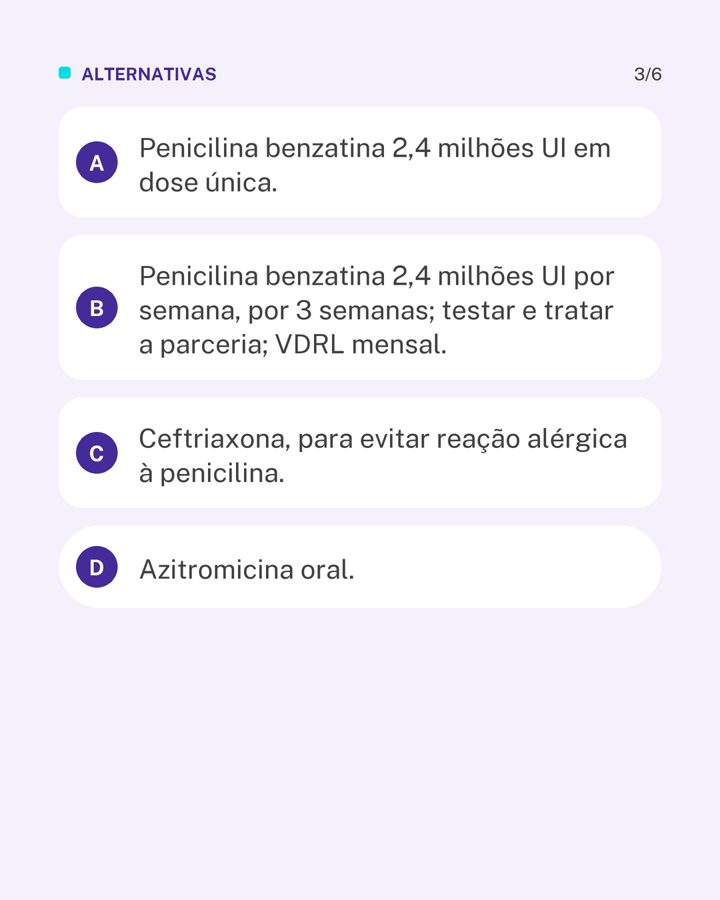 ALTERNATIVAS
3/6
A
Penicilina benzatina 2,4 milhões UI em
dose única.
B
Penicilina benzatina 2,4 milhões UI por
semana, por 3 semanas; testar e tratar
a parceria; VDRL mensal.
C
Ceftriaxona, para evitar reação alérgica
à penicilina.
D
Azitromicina oral.